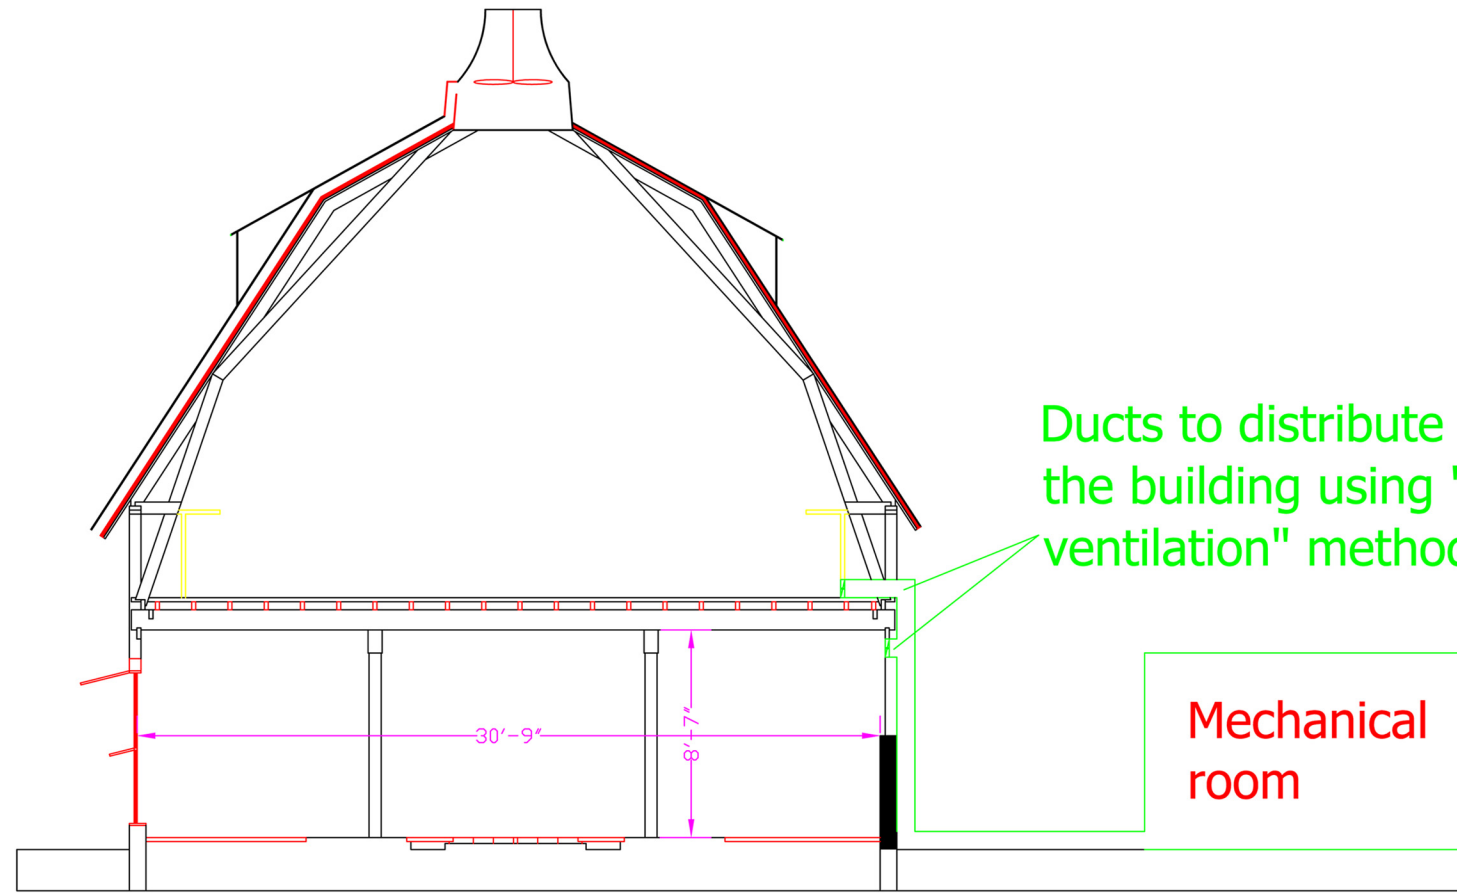 Ducts to distribute
the building using "
ventilation" metho
30'-9"
8'-7"
Mechanical
room